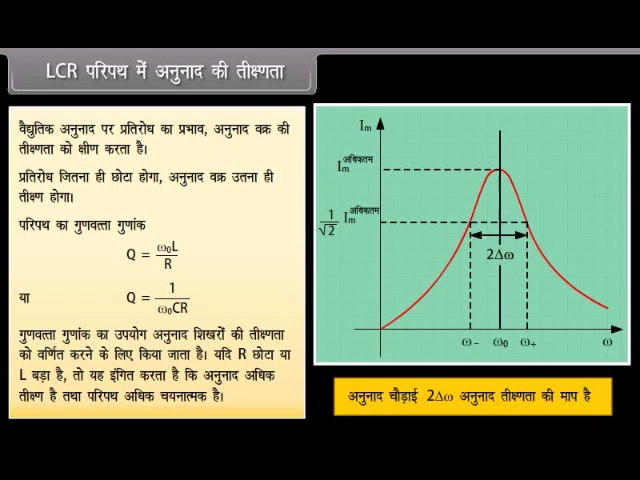 LCR परिपथ में अनुनाद की तीक्ष्णता
वैद्युतिक अनुनाद पर प्रतिरोध का प्रभाव, अनुनाद वक्र की
तीक्ष्णता को क्षीण करता है।
प्रतिरोध जितना ही छोटा होगा, अनुनाद वक्र उतना ही
तीक्ष्ण होगा।
परिपथ का गुणवत्ता गुणांक
Q = ω₀L / R
या Q = 1 / ω₀CR
गुणवत्ता गुणांक का उपयोग अनुनाद शिखरों की तीक्ष्णता
को वर्णित करने के लिए किया जाता है। यदि R छोटा या
L बड़ा है, तो यह इंगित करता है कि अनुनाद अधिक
तीक्ष्ण है तथा परिपथ अधिक चयनात्मक है।
Iₘ
Iₘ अधिकतम
1/√2 Iₘ अधिकतम
2Δω
ω₋ ω₀ ω₊ ω
अनुनाद चौड़ाई 2Δω अनुनाद तीक्ष्णता की माप है